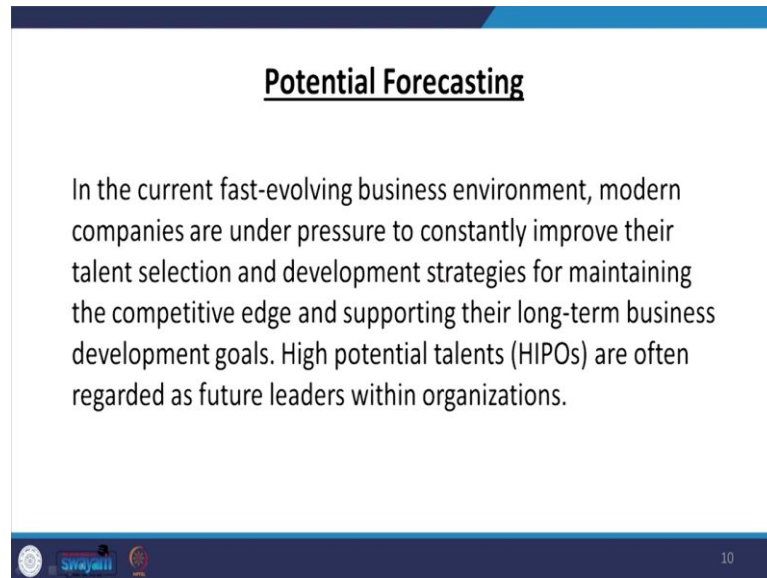 Potential Forecasting
In the current fast-evolving business environment, modern
companies are under pressure to constantly improve their
talent selection and development strategies for maintaining
the competitive edge and supporting their long-term business
development goals. High potential talents (HIPOs) are often
regarded as future leaders within organizations.
swayam
10